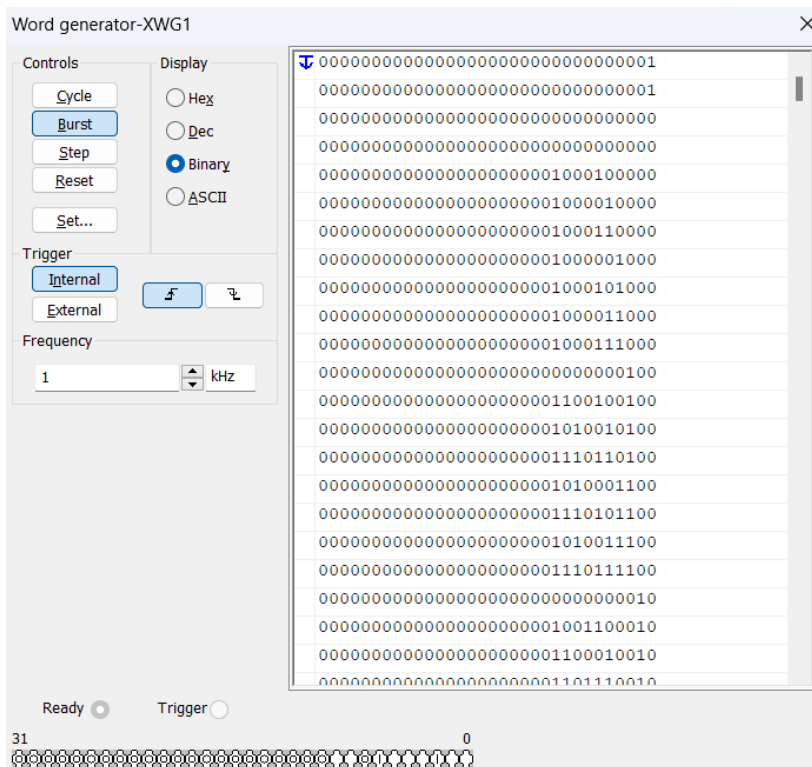 Word generator-XWG1
Controls
Cycle
Burst
Step
Reset
Set...
Display
Hex
Dec
Binary
ASCII
Trigger
Internal
External
Frequency
1 kHz
00000000000000000000000000000001
00000000000000000000000000000001
00000000000000000000000000000000
00000000000000000000000000000000
00000000000000000000001000100000
00000000000000000000001000010000
00000000000000000000001000110000
00000000000000000000001000001000
00000000000000000000001000101000
00000000000000000000001000011000
00000000000000000000001000111000
00000000000000000000000000000100
00000000000000000000001100100100
00000000000000000000001010010100
00000000000000000000001110110100
00000000000000000000001010001100
00000000000000000000001110101100
00000000000000000000001010011100
00000000000000000000001110111100
00000000000000000000000000000010
00000000000000000000001001100010
00000000000000000000001100010010
00000000000000000000001101110010
Ready
Trigger
31 0